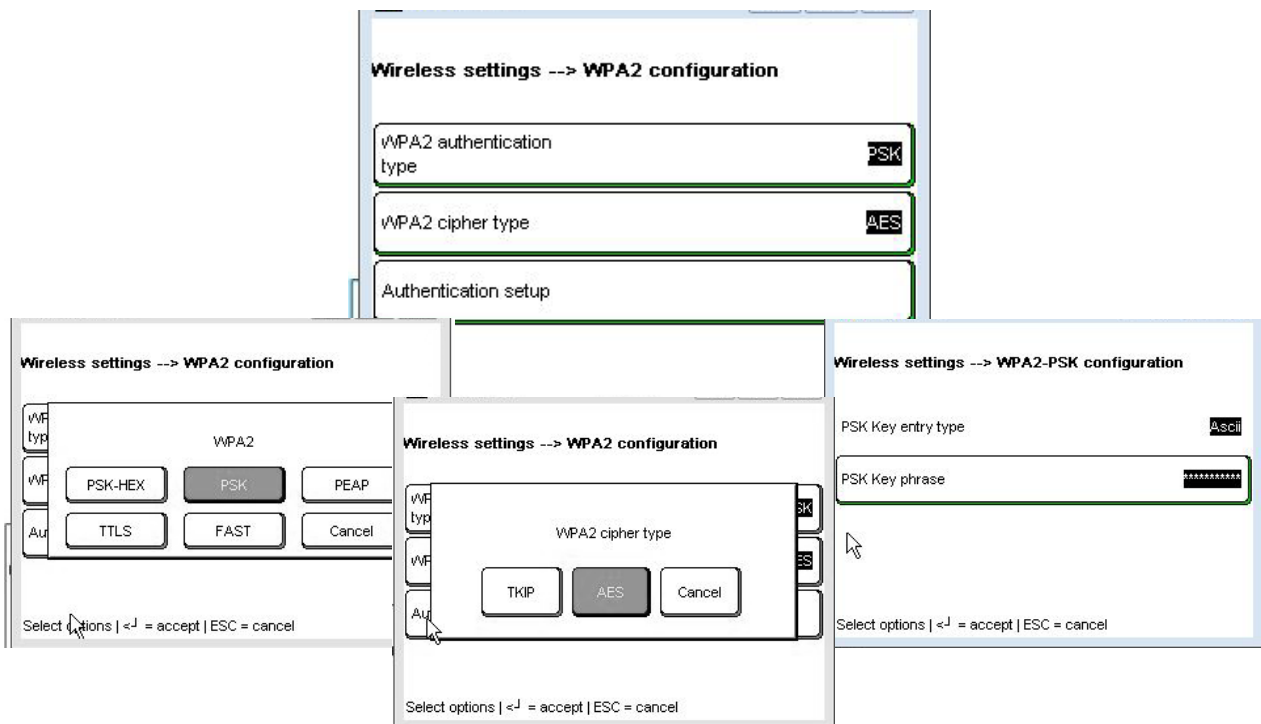 Wireless settings --> WPA2 configuration
WPA2 authentication
type
PSK
WPA2 cipher type
AES
Authentication setup
Wireless settings --> WPA2 configuration
WPA2
PSK-HEX
PSK
PEAP
TTLS
FAST
Cancel
Select options | <┘ = accept | ESC = cancel
Wireless settings --> WPA2 configuration
WPA2 cipher type
TKIP
AES
Cancel
Select options | <┘ = accept | ESC = cancel
Wireless settings --> WPA2-PSK configuration
PSK Key entry type
Ascii
PSK Key phrase
***********
Select options | <┘ = accept | ESC = cancel